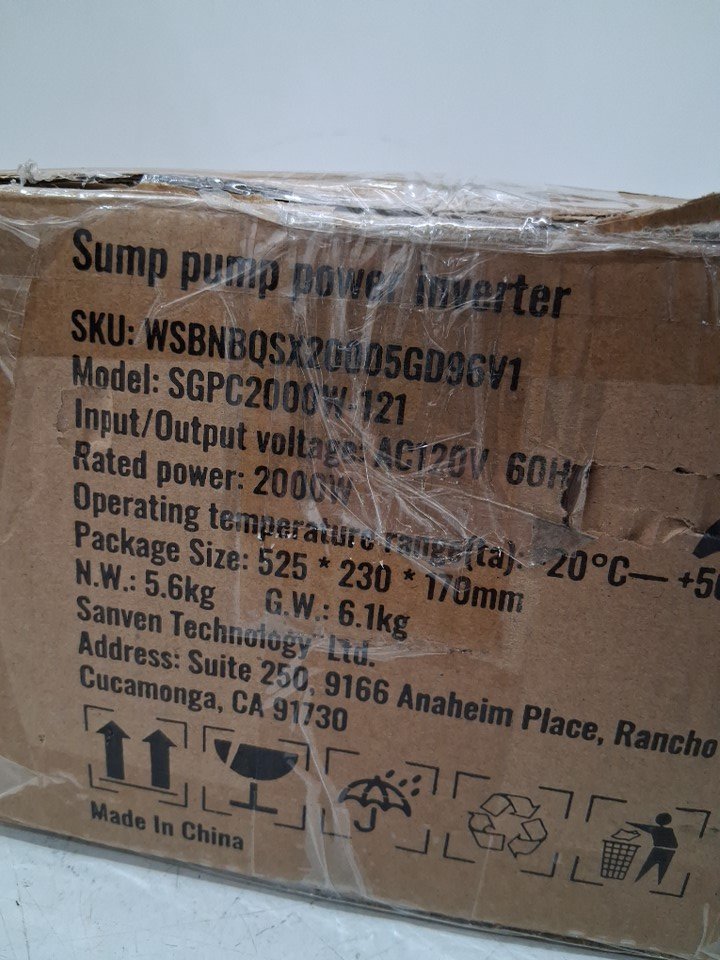 Sump pump power inverter
SKU: WSBNBQSX20005GD96V1
Model: SGPC2000W-121
Input/Output voltage: AC120V 60H
Rated power: 2000W
Operating temperature range(ta): -20°C— +50
Package Size: 525 * 230 * 170mm
N.W.: 5.6kg G.W.: 6.1kg
Sanven Technology Ltd.
Address: Suite 250, 9166 Anaheim Place, Rancho
Cucamonga, CA 91730
Made In China